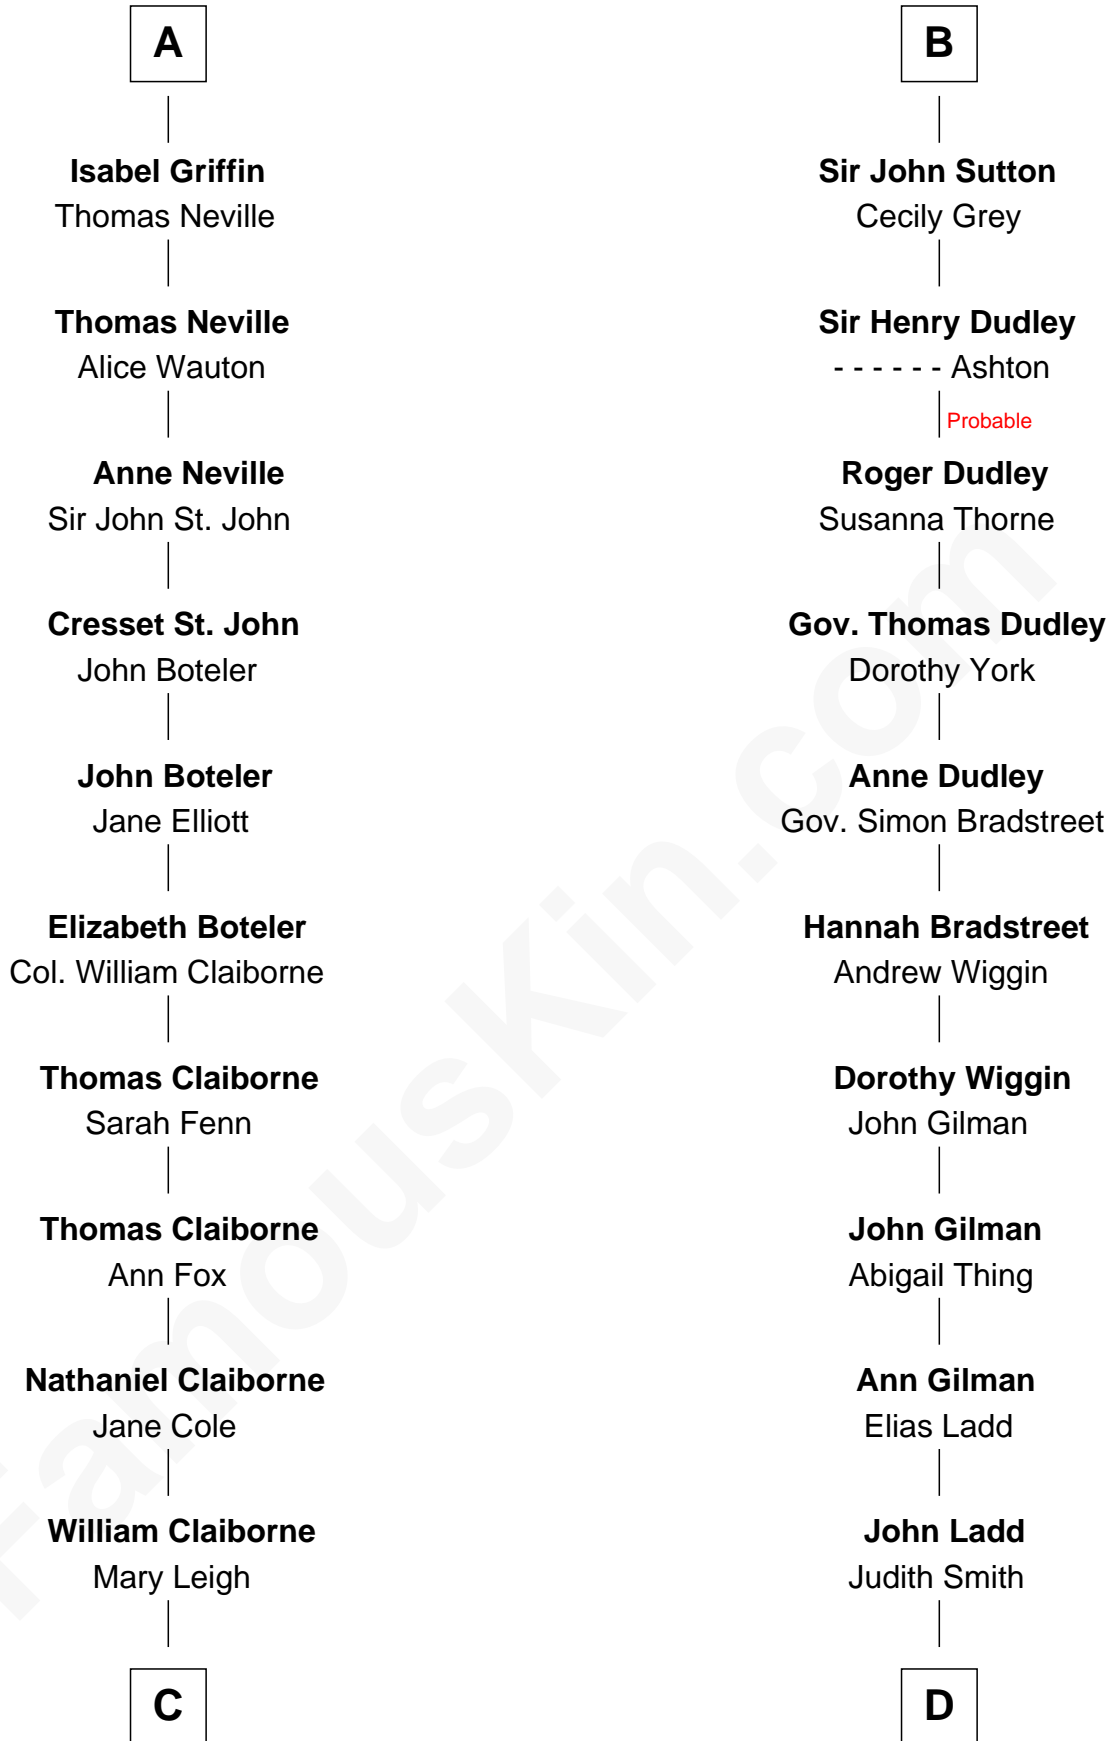 A
Isabel Griffin
Thomas Neville
Thomas Neville
Alice Wauton
Anne Neville
Sir John St. John
Cresset St. John
John Boteler
John Boteler
Jane Elliott
Elizabeth Boteler
Col. William Claiborne
Thomas Claiborne
Sarah Fenn
Thomas Claiborne
Ann Fox
Nathaniel Claiborne
Jane Cole
William Claiborne
Mary Leigh
C
B
Sir John Sutton
Cecily Grey
Sir Henry Dudley
- - - - - - Ashton
Probable
Roger Dudley
Susanna Thorne
Gov. Thomas Dudley
Dorothy York
Anne Dudley
Gov. Simon Bradstreet
Hannah Bradstreet
Andrew Wiggin
Dorothy Wiggin
John Gilman
John Gilman
Abigail Thing
Ann Gilman
Elias Ladd
John Ladd
Judith Smith
D
FamousKin.com